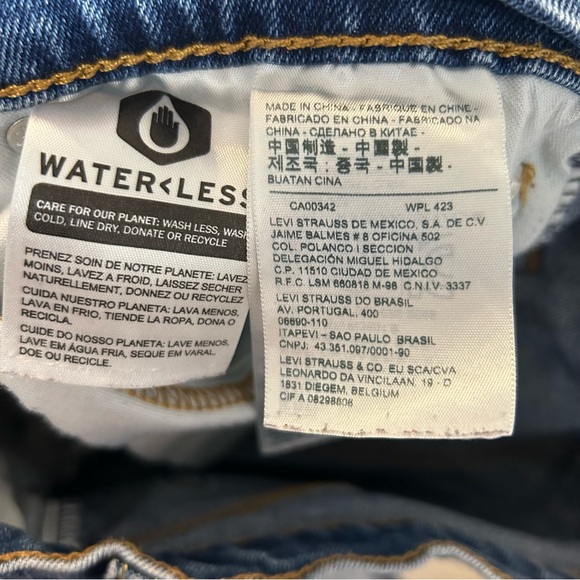 WATER<LESS
CARE FOR OUR PLANET: WASH LESS, WASH
COLD, LINE DRY, DONATE OR RECYCLE
PRENEZ SOIN DE NOTRE PLANETE: LAVEZ
MOINS, LAVEZ A FROID, LAISSEZ SECHER
NATURELLEMENT, DONNEZ OU RECYCLEZ
CUIDA NUESTRO PLANETA: LAVA MENOS,
LAVA EN FRIO, TIENDE LA ROPA, DONA O
RECICLA.
CUIDE DO NOSSO PLANETA: LAVE MENOS,
LAVE EM ÁGUA FRIA, SEQUE EM VARAL,
DOE OU RECICLE.
MADE IN CHINA - FABRIQUE EN CHINE -
FABRICADO EN CHINA - FABRICADO NA
CHINA - СДЕЛАНО В КИТАЕ -
中国制造 - 中國製 -
제조국 : 중국 - 中国製 -
BUATAN CINA
CA00342 WPL 423
LEVI STRAUSS DE MEXICO, S.A. DE C.V
JAIME BALMES # 8 OFICINA 502
COL. POLANCO I SECCION
DELEGACIÓN MIGUEL HIDALGO
C.P. 11510 CIUDAD DE MEXICO
R.F.C. LSM 660818 M-96 C.N.I.V. 3337
LEVI STRAUSS DO BRASIL
AV. PORTUGAL, 400
06690-110
ITAPEVI – SAO PAULO BRASIL
CNPJ: 43.351.097/0001-90
LEVI STRAUSS & CO. EU SCA/CVA
LEONARDO DA VINCILAAN. 19 - D
1831 DIEGEM, BELGIUM
CIF A 08298808